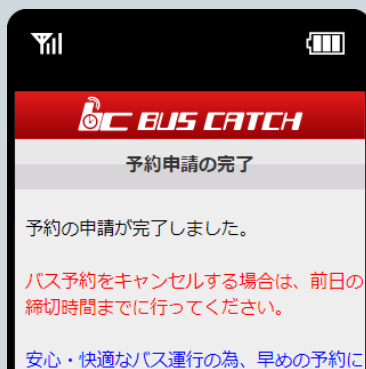 BUS CATCH
予約申請の完了
予約の申請が完了しました。
バス予約をキャンセルする場合は、前日の
締切時間までに行ってください。
安心・快適なバス運行の為、早めの予約に